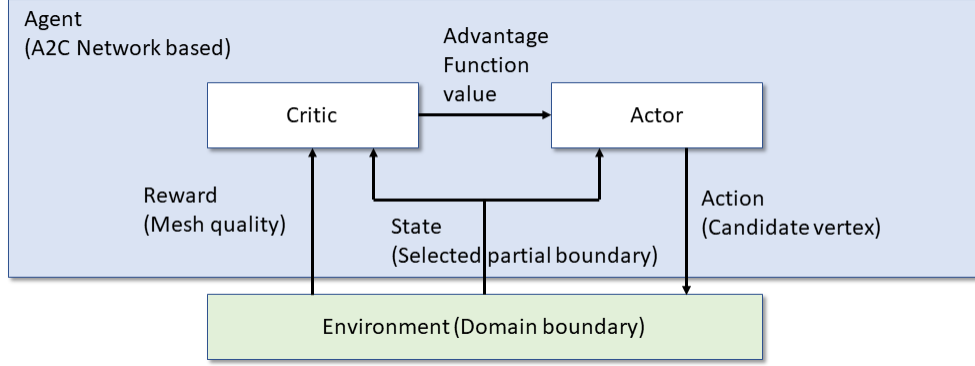 Agent
(A2C Network based)
Advantage
Function
value
Critic
Actor
Reward
(Mesh quality)
State
(Selected partial boundary)
Action
(Candidate vertex)
Environment (Domain boundary)